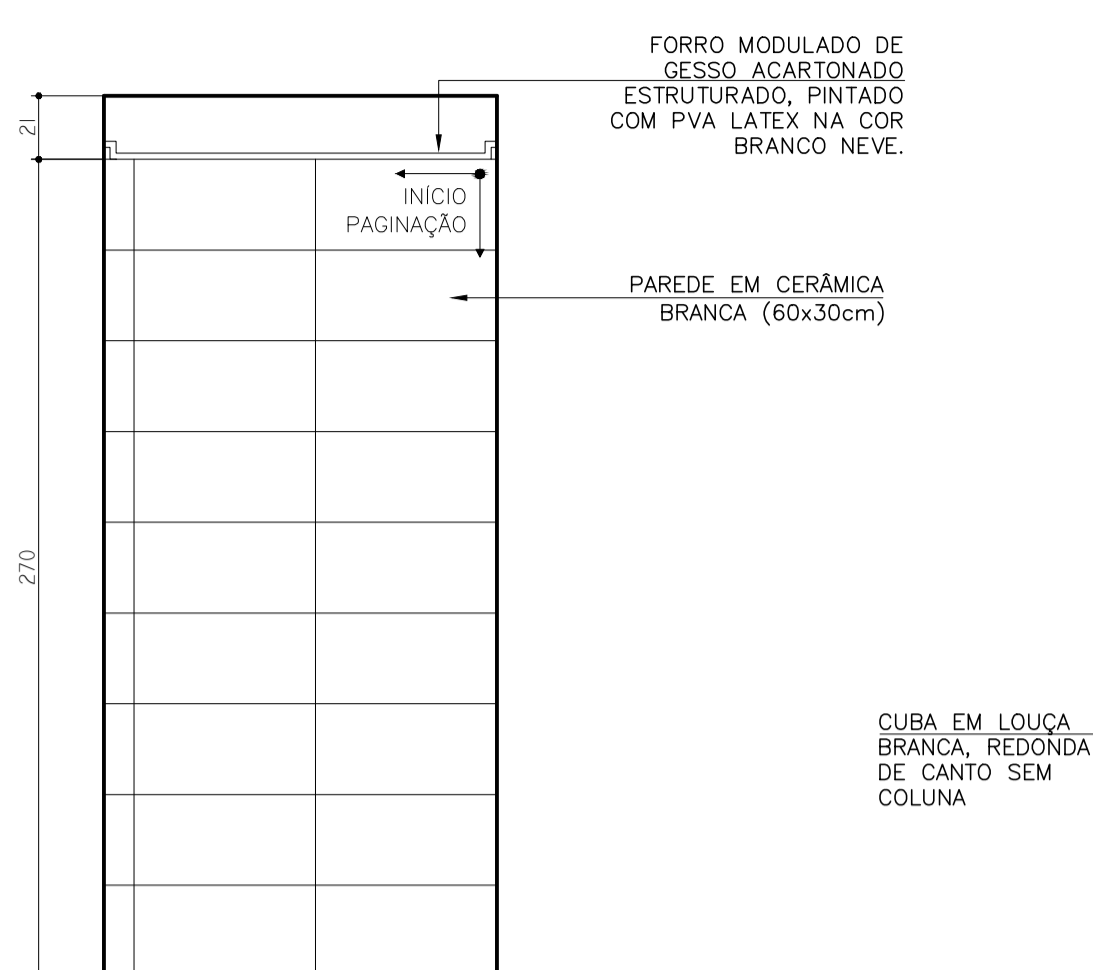 FORRO MODULADO DE
GESSO ACARTONADO
ESTRUTURADO, PINTADO
COM PVA LATEX NA COR
BRANCO NEVE.
21
INÍCIO
PAGINAÇÃO
PAREDE EM CERÂMICA
BRANCA (60x30cm)
270
CUBA EM LOUÇA
BRANCA, REDONDA
DE CANTO SEM
COLUNA